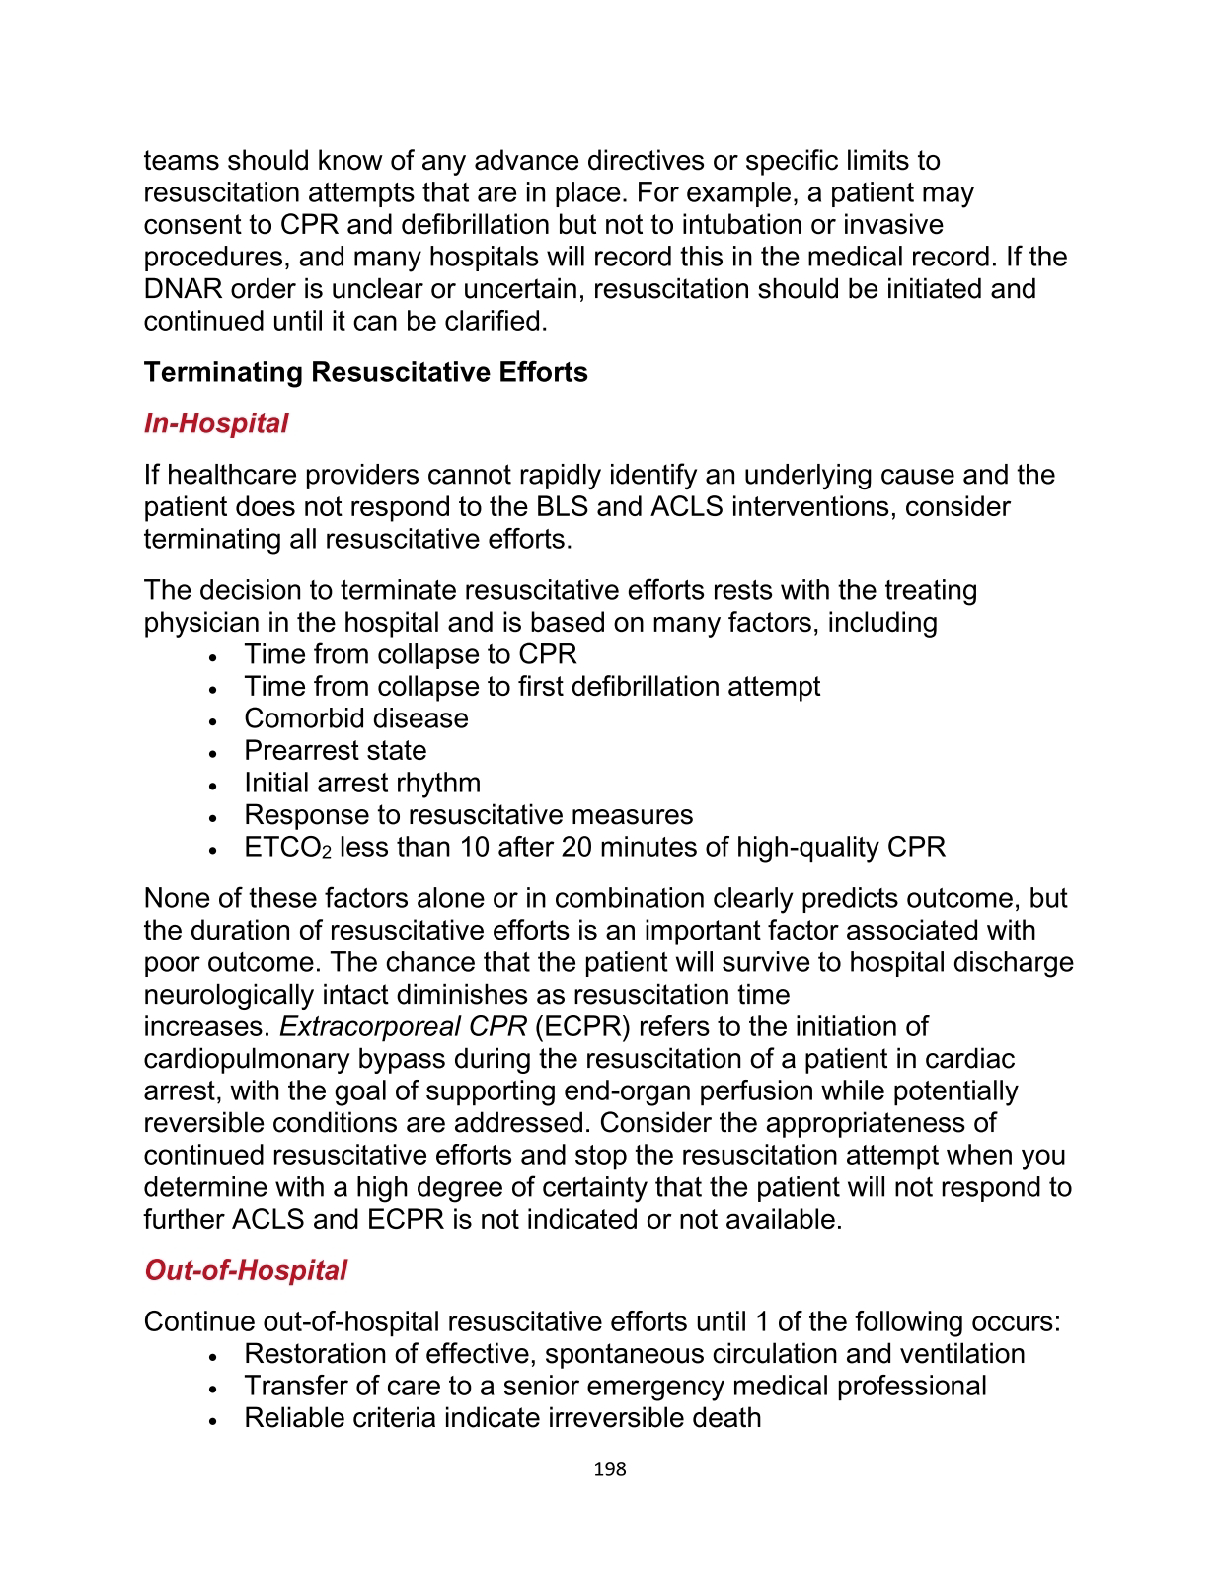 teams should know of any advance directives or specific limits to
resuscitation attempts that are in place. For example, a patient may
consent to CPR and defibrillation but not to intubation or invasive
procedures, and many hospitals will record this in the medical record. If the
DNAR order is unclear or uncertain, resuscitation should be initiated and
continued until it can be clarified.
Terminating Resuscitative Efforts
In-Hospital
If healthcare providers cannot rapidly identify an underlying cause and the
patient does not respond to the BLS and ACLS interventions, consider
terminating all resuscitative efforts.
The decision to terminate resuscitative efforts rests with the treating
physician in the hospital and is based on many factors, including
• Time from collapse to CPR
• Time from collapse to first defibrillation attempt
• Comorbid disease
• Prearrest state
• Initial arrest rhythm
• Response to resuscitative measures
• ETCO₂ less than 10 after 20 minutes of high-quality CPR
None of these factors alone or in combination clearly predicts outcome, but
the duration of resuscitative efforts is an important factor associated with
poor outcome. The chance that the patient will survive to hospital discharge
neurologically intact diminishes as resuscitation time
increases. Extracorporeal CPR (ECPR) refers to the initiation of
cardiopulmonary bypass during the resuscitation of a patient in cardiac
arrest, with the goal of supporting end-organ perfusion while potentially
reversible conditions are addressed. Consider the appropriateness of
continued resuscitative efforts and stop the resuscitation attempt when you
determine with a high degree of certainty that the patient will not respond to
further ACLS and ECPR is not indicated or not available.
Out-of-Hospital
Continue out-of-hospital resuscitative efforts until 1 of the following occurs:
• Restoration of effective, spontaneous circulation and ventilation
• Transfer of care to a senior emergency medical professional
• Reliable criteria indicate irreversible death
198